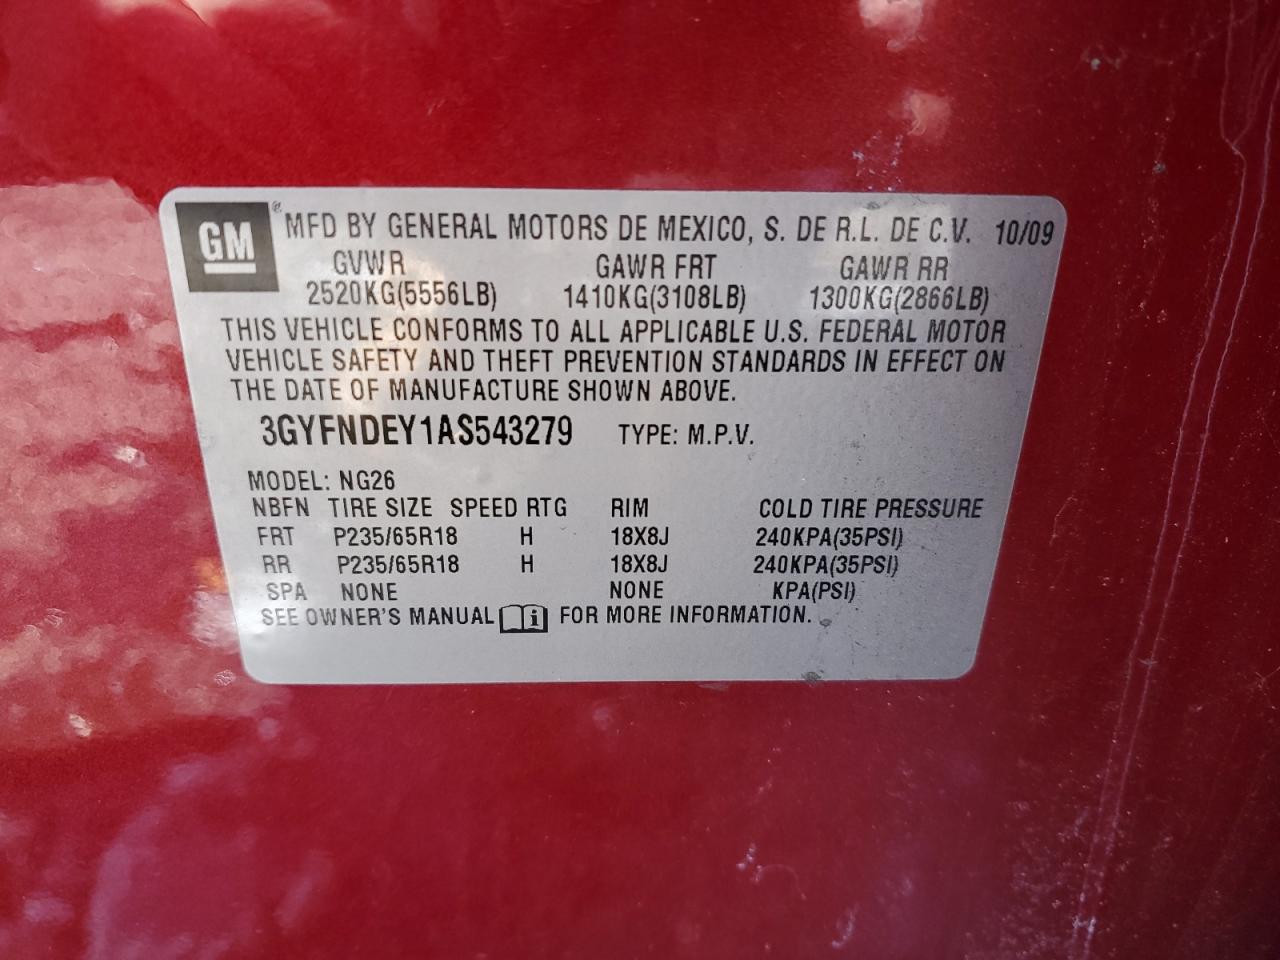 GM ® MFD BY GENERAL MOTORS DE MEXICO, S. DE R.L. DE C.V. 10/09
GVWR GAWR FRT GAWR RR
2520KG(5556LB) 1410KG(3108LB) 1300KG(2866LB)
THIS VEHICLE CONFORMS TO ALL APPLICABLE U.S. FEDERAL MOTOR
VEHICLE SAFETY AND THEFT PREVENTION STANDARDS IN EFFECT ON
THE DATE OF MANUFACTURE SHOWN ABOVE.
3GYFNDEY1AS543279 TYPE: M.P.V.
MODEL: NG26
NBFN TIRE SIZE SPEED RTG RIM COLD TIRE PRESSURE
FRT P235/65R18 H 18X8J 240KPA(35PSI)
RR P235/65R18 H 18X8J 240KPA(35PSI)
SPA NONE NONE KPA(PSI)
SEE OWNER'S MANUAL i FOR MORE INFORMATION.